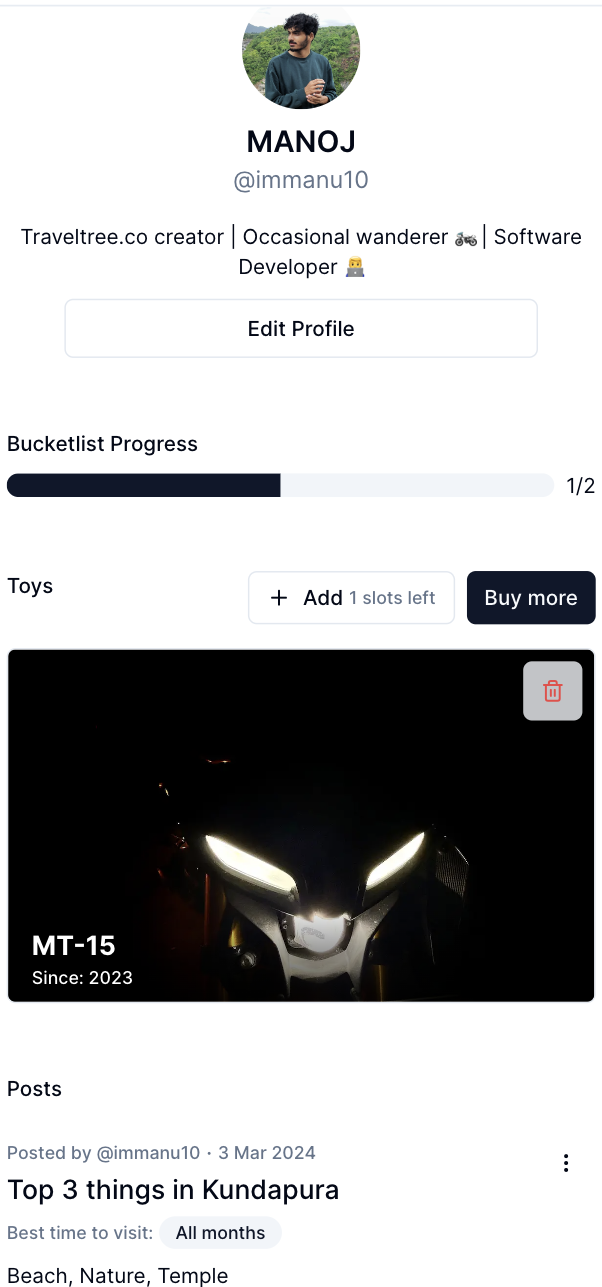 MANOJ
@immanu10
Traveltree.co creator | Occasional wanderer 🏍️ | Software
Developer 👨‍💻
Edit Profile
Bucketlist Progress
1/2
Toys
+ Add 1 slots left
Buy more
MT-15
Since: 2023
Posts
Posted by @immanu10 · 3 Mar 2024
Top 3 things in Kundapura
Best time to visit: All months
Beach, Nature, Temple